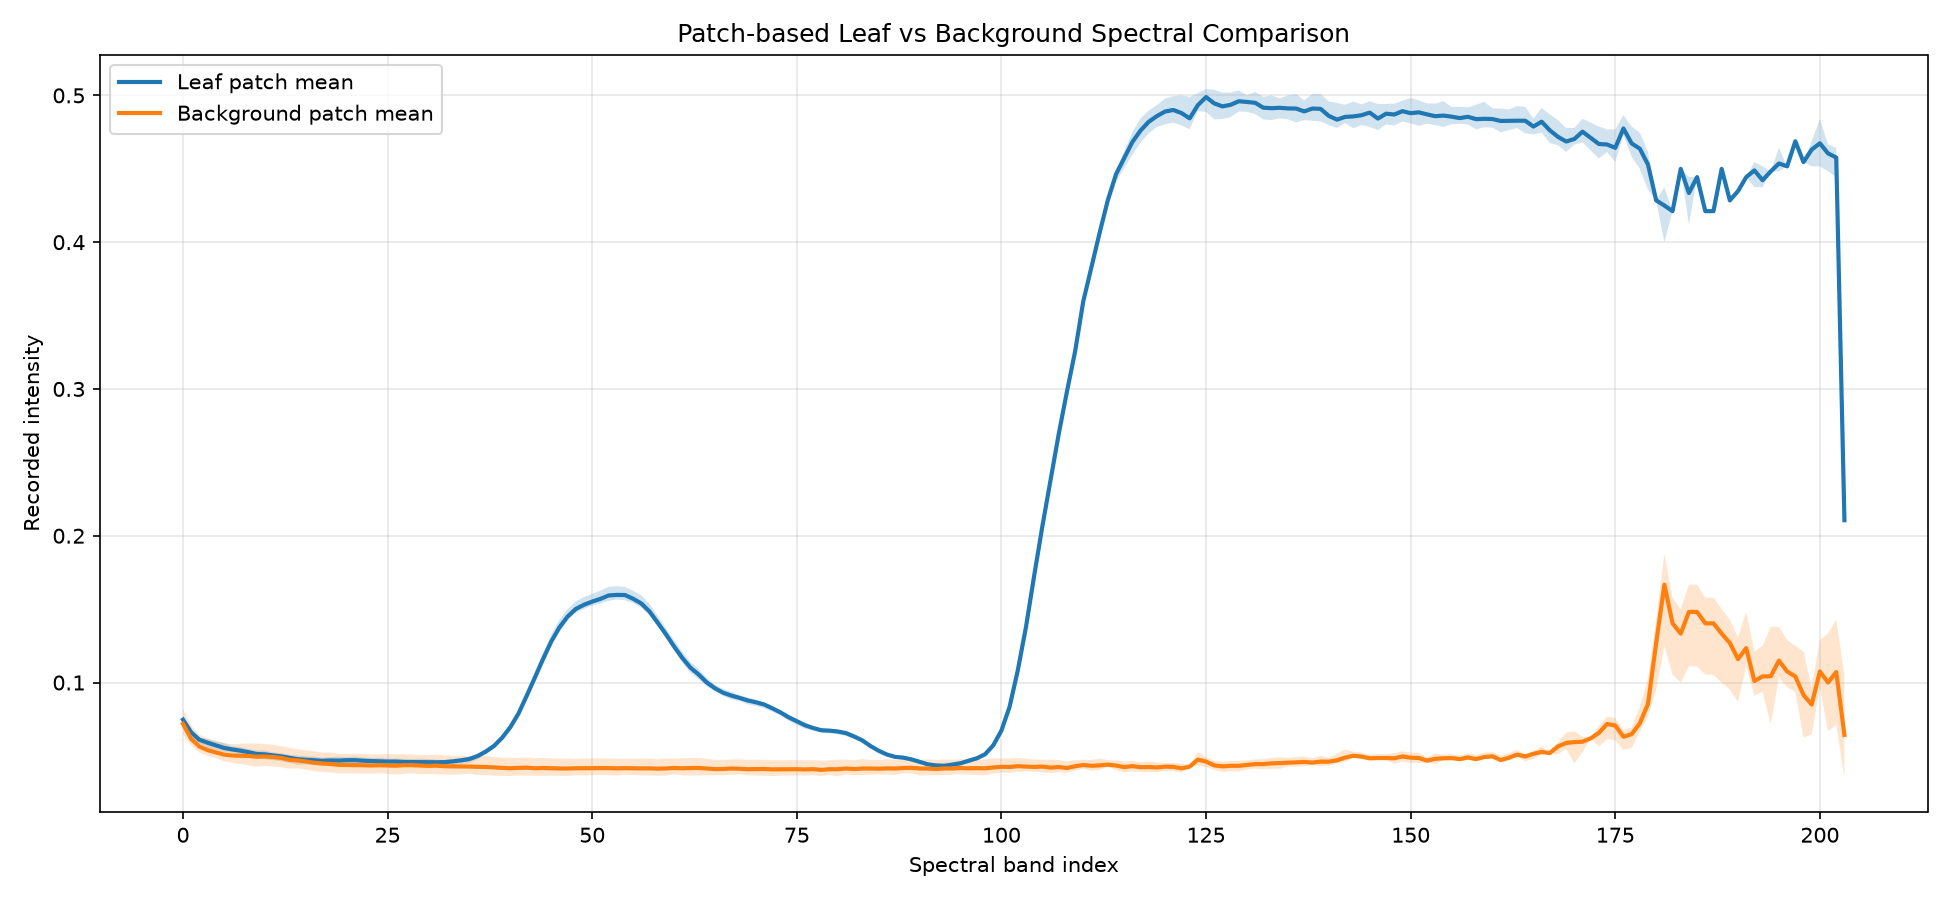 Patch-based Leaf vs Background Spectral Comparison
Leaf patch mean
Background patch mean
Recorded intensity
0.5
0.4
0.3
0.2
0.1
0 25 50 75 100 125 150 175 200
Spectral band index